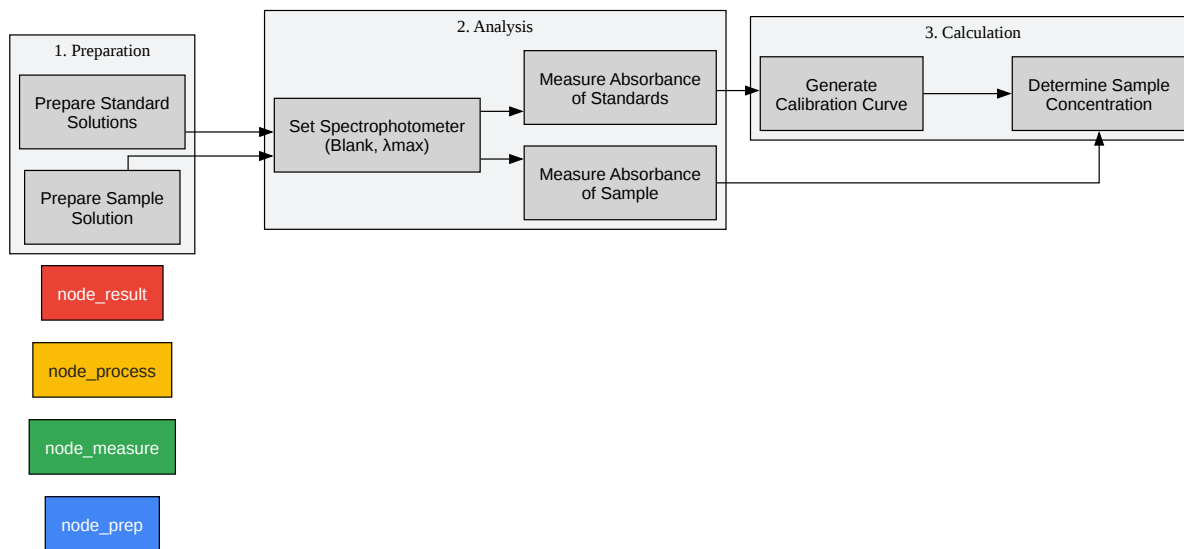 1. Preparation
Prepare Standard
Solutions
Prepare Sample
Solution
2. Analysis
Set Spectrophotometer
(Blank, λmax)
Measure Absorbance
of Standards
Measure Absorbance
of Sample
3. Calculation
Generate
Calibration Curve
Determine Sample
Concentration
node_result
node_process
node_measure
node_prep